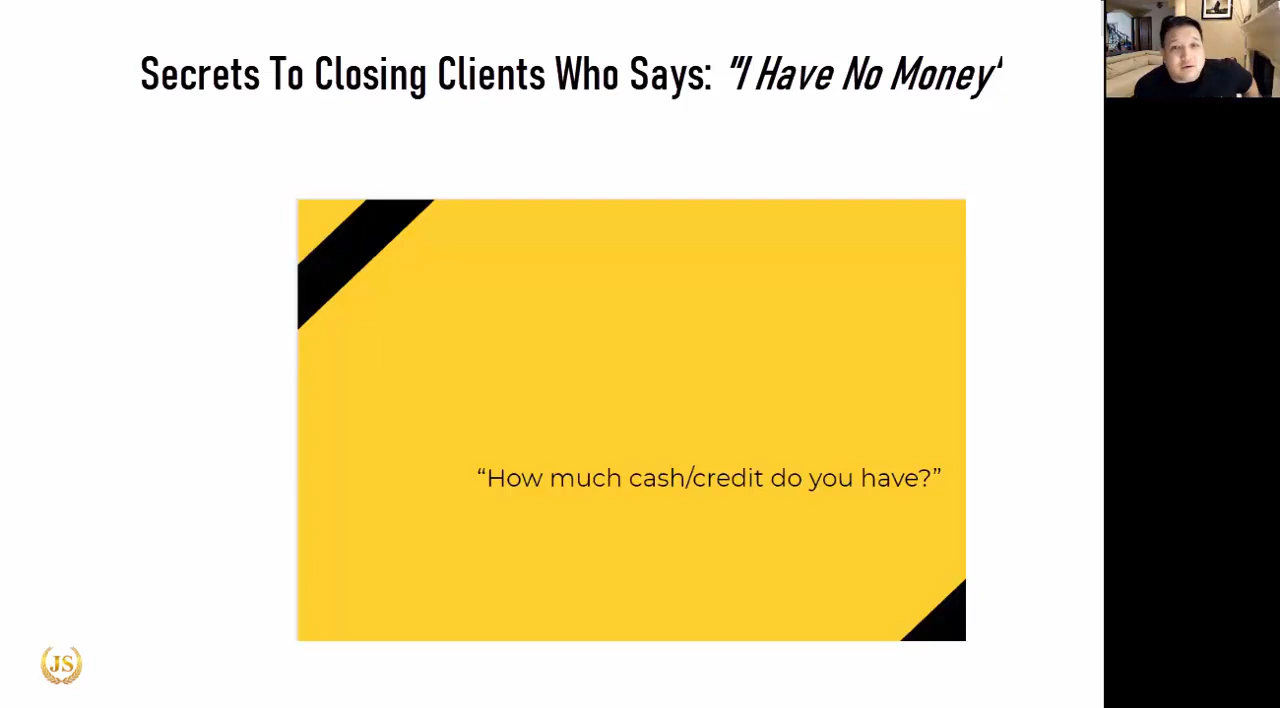 Secrets To Closing Clients Who Says: "I Have No Money'
“How much cash/credit do you have?”
JS